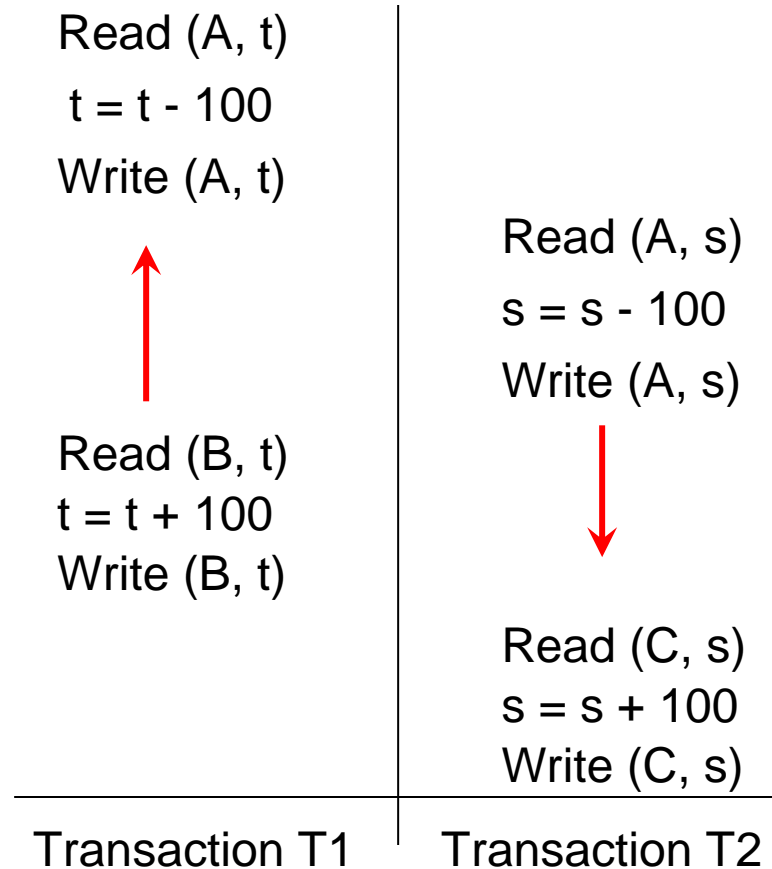 Read (A, t)
t = t - 100
Write (A, t)
Read (A, s)
s = s - 100
Write (A, s)
Read (B, t)
t = t + 100
Write (B, t)
Read (C, s)
s = s + 100
Write (C, s)
Transaction T1
Transaction T2